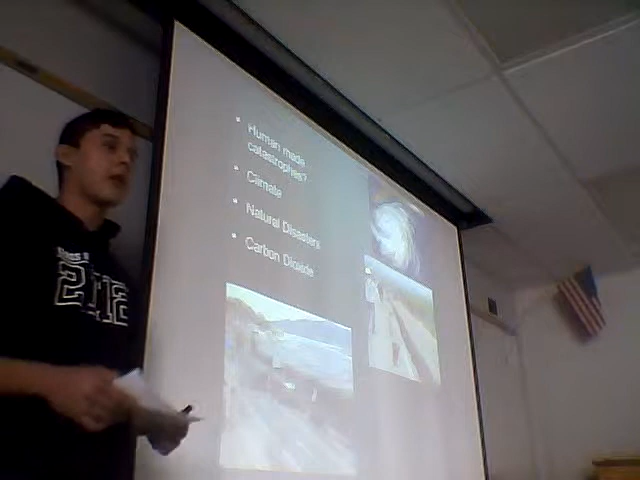 • Human made
catastrophes?
• Climate
• Natural Disasters
• Carbon Dioxide
2012